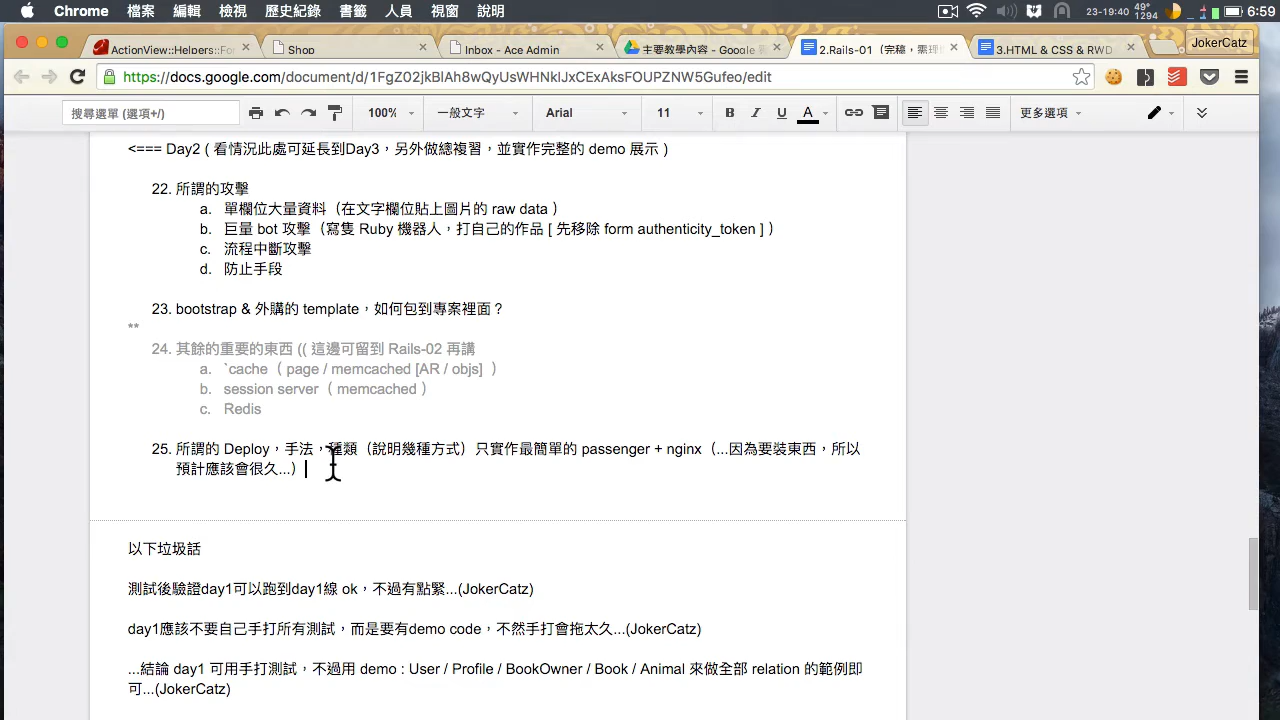 Chrome 檔案 編輯 檢視 歷史紀錄 書籤 人員 視窗 說明 23-19:40 49° 1294 6:59
ActionView::Helpers::For Shop Inbox - Ace Admin 主要教學內容 - Google 2.Rails-01（完稿，需理 3.HTML & CSS & RWD JokerCatz
https://docs.google.com/document/d/1FgZ02jkBlAh8wQyUsWHNklJxCExAksFOUPZNW5Gufeo/edit
搜尋選單 (選項+/) 100% 一般文字 Arial 11 B I U A 更多選項
<=== Day2 ( 看情況此處可延長到Day3，另外做總複習，並實作完整的 demo 展示 )
22. 所謂的攻擊
a. 單欄位大量資料（在文字欄位貼上圖片的 raw data ）
b. 巨量 bot 攻擊（寫隻 Ruby 機器人，打自己的作品 [ 先移除 form authenticity_token ] ）
c. 流程中斷攻擊
d. 防止手段
23. bootstrap & 外購的 template，如何包到專案裡面？
**
24. 其餘的重要的東西 (( 這邊可留到 Rails-02 再講
a. `cache（ page / memcached [AR / objs] ）
b. session server（ memcached ）
c. Redis
25. 所謂的 Deploy，手法，種類（說明幾種方式）只實作最簡單的 passenger + nginx（...因為要裝東西，所以
預計應該會很久...）
以下垃圾話
測試後驗證day1可以跑到day1線 ok，不過有點緊...(JokerCatz)
day1應該不要自己手打所有測試，而是要有demo code，不然手打會拖太久...(JokerCatz)
...結論 day1 可用手打測試，不過用 demo : User / Profile / BookOwner / Book / Animal 來做全部 relation 的範例即
可...(JokerCatz)